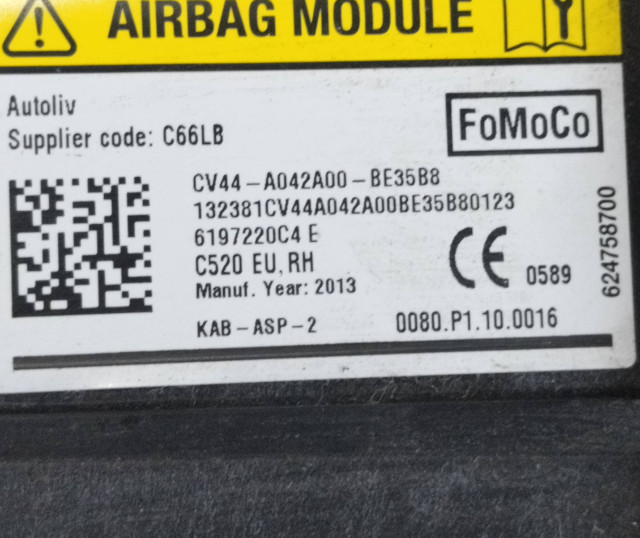 AIRBAG MODULE
Autoliv
Supplier code: C66LB
FoMoCo
CV44-A042A00-BE35B8
132381CV44A042A00BE35B80123
6197220C4 E
C520 EU, RH
Manuf. Year: 2013
CE 0589
KAB-ASP-2
0080.P1.10.0016
624758700